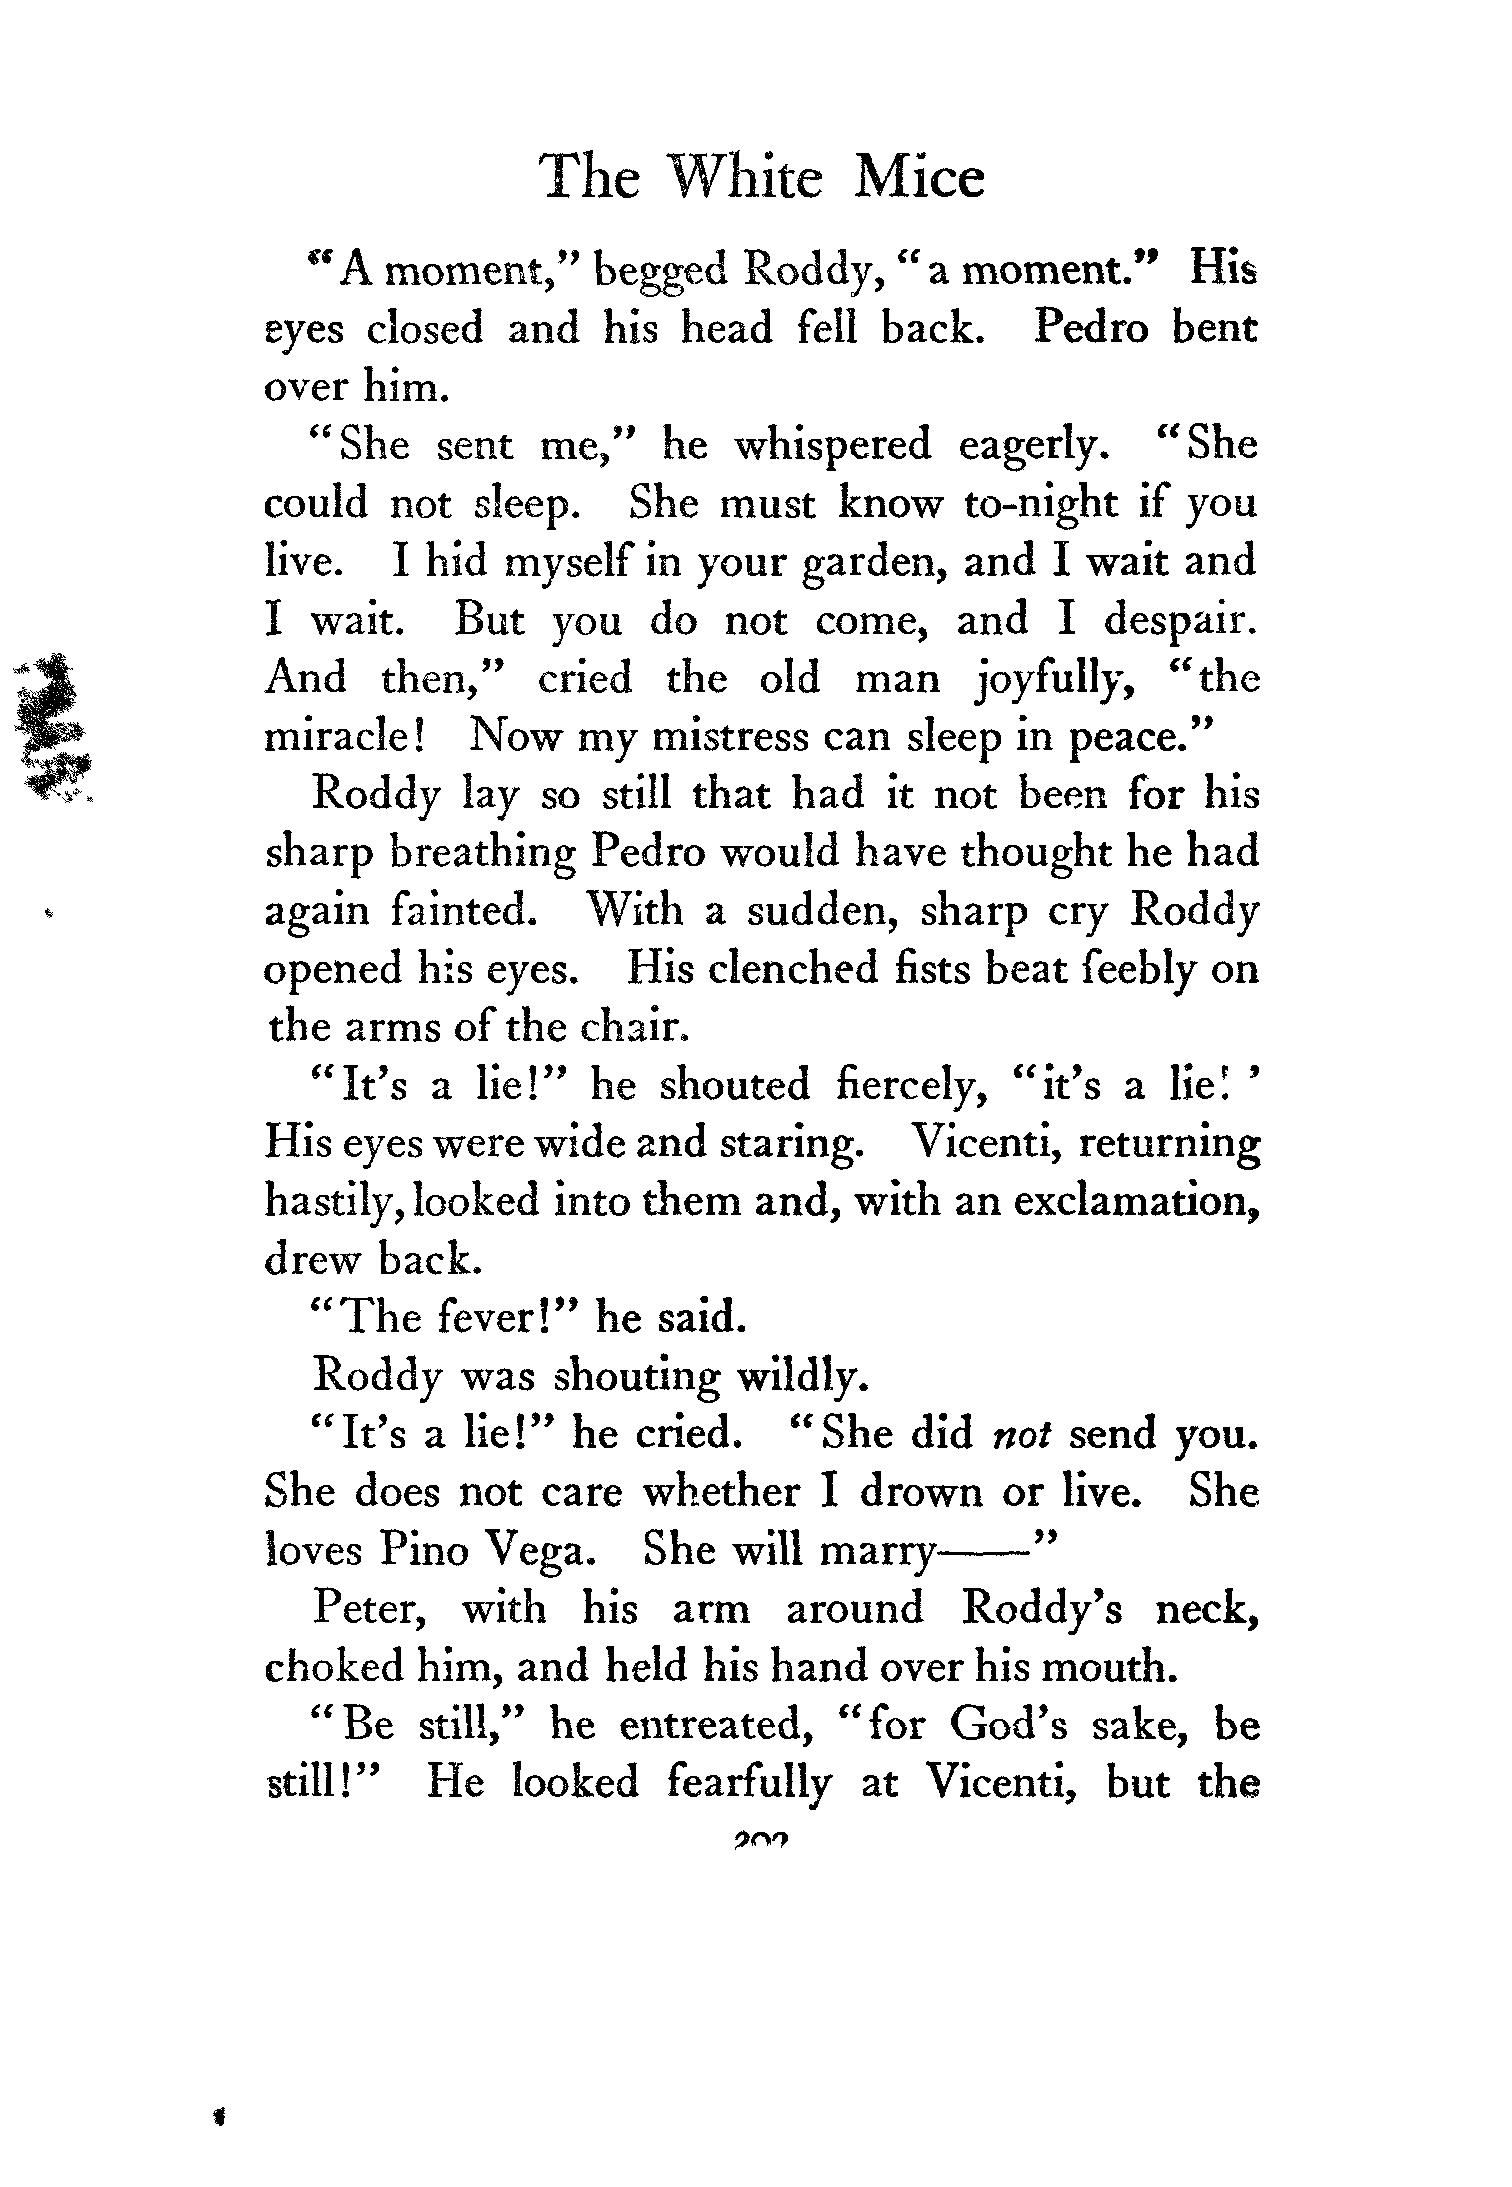 The White Mice
“A moment,” begged Roddy, “a moment.” His
eyes closed and his head fell back. Pedro bent
over him.
“She sent me,” he whispered eagerly. “She
could not sleep. She must know to-night if you
live. I hid myself in your garden, and I wait and
I wait. But you do not come, and I despair.
And then,” cried the old man joyfully, “the
miracle! Now my mistress can sleep in peace.”
Roddy lay so still that had it not been for his
sharp breathing Pedro would have thought he had
again fainted. With a sudden, sharp cry Roddy
opened his eyes. His clenched fists beat feebly on
the arms of the chair.
“It’s a lie!” he shouted fiercely, “it’s a lie!’
His eyes were wide and staring. Vicenti, returning
hastily, looked into them and, with an exclamation,
drew back.
“The fever!” he said.
Roddy was shouting wildly.
“It’s a lie!” he cried. “She did not send you.
She does not care whether I drown or live. She
loves Pino Vega. She will marry——”
Peter, with his arm around Roddy’s neck,
choked him, and held his hand over his mouth.
“Be still,” he entreated, “for God’s sake, be
still!” He looked fearfully at Vicenti, but the